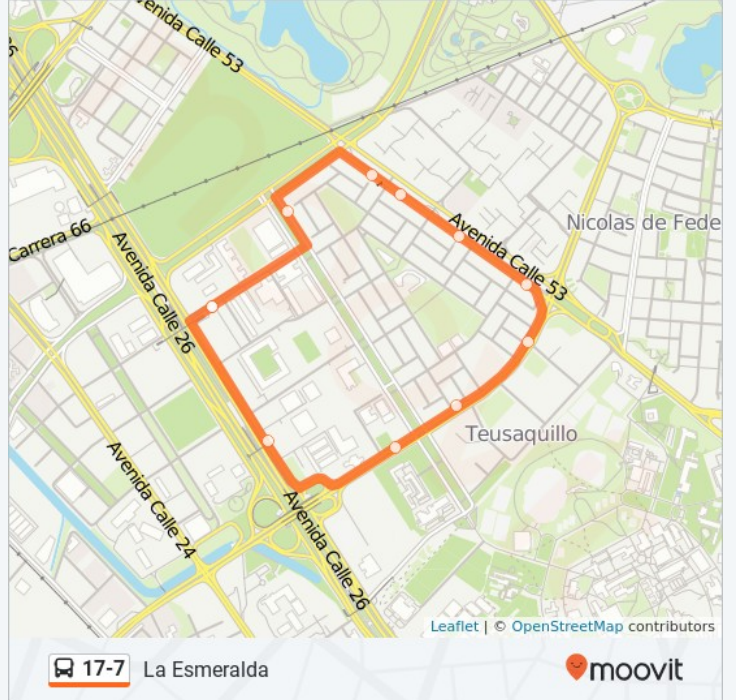 Avenida Calle 53
Carrera 66
Avenida Calle 26
Nicolas de Fede
Avenida Calle 53
Teusaquillo
Avenida Calle 24
Avenida Calle 26
Leaflet | © OpenStreetMap contributors
17-7 La Esmeralda
moovit